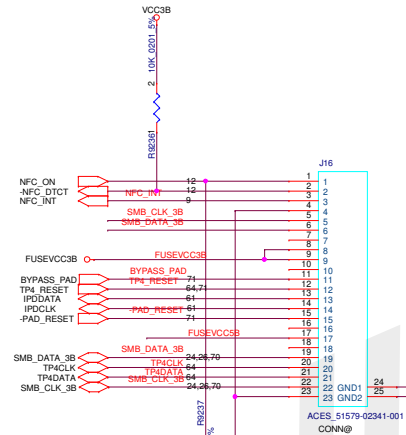 VCC3B
10K_0201_5%
2
R92361
J16
NFC_ON 12 1 1
-NFC_DTCT 12 NFC_INT 2 2
NFC_INT 9 3 3
SMB_CLK_3B 4 4
SMB_DATA_3B 5 5
6 6
7 7
8 8
FUSEVCC3B FUSEVCC3B 9 9
10 10
BYPASS_PAD BYPASS_PAD 71 11 11
TP4_RESET TP4_RESET 64,71 12 12
IPDDATA 61 13 13
IPDCLK 61 14 14
-PAD_RESET -PAD_RESET 71 15 15
16 16
FUSEVCC5B 17 17
18 18
SMB_DATA_3B SMB_DATA_3B 24,26,70 19 19
TP4CLK TP4CLK 64 20 20
TP4DATA TP4DATA 64 21 21
SMB_CLK_3B SMB_CLK_3B 24,26,70 22 22 GND1 24
23 23 GND2 25
R9237
%
ACES_51579-02341-001
CONN@